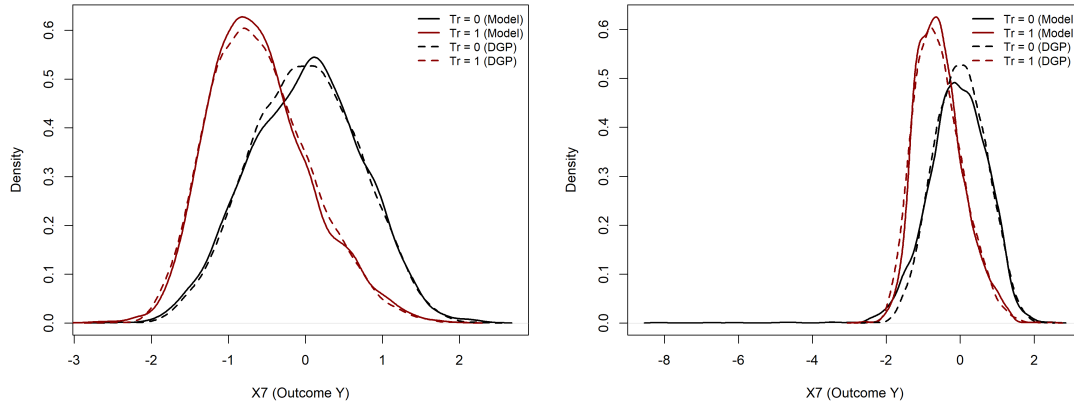 Tr = 0 (Model)
Tr = 1 (Model)
Tr = 0 (DGP)
Tr = 1 (DGP)
Density
0.0
0.1
0.2
0.3
0.4
0.5
0.6
-3 -2 -1 0 1 2
X7 (Outcome Y)
Tr = 0 (Model)
Tr = 1 (Model)
Tr = 0 (DGP)
Tr = 1 (DGP)
Density
0.0
0.1
0.2
0.3
0.4
0.5
0.6
-8 -6 -4 -2 0 2
X7 (Outcome Y)